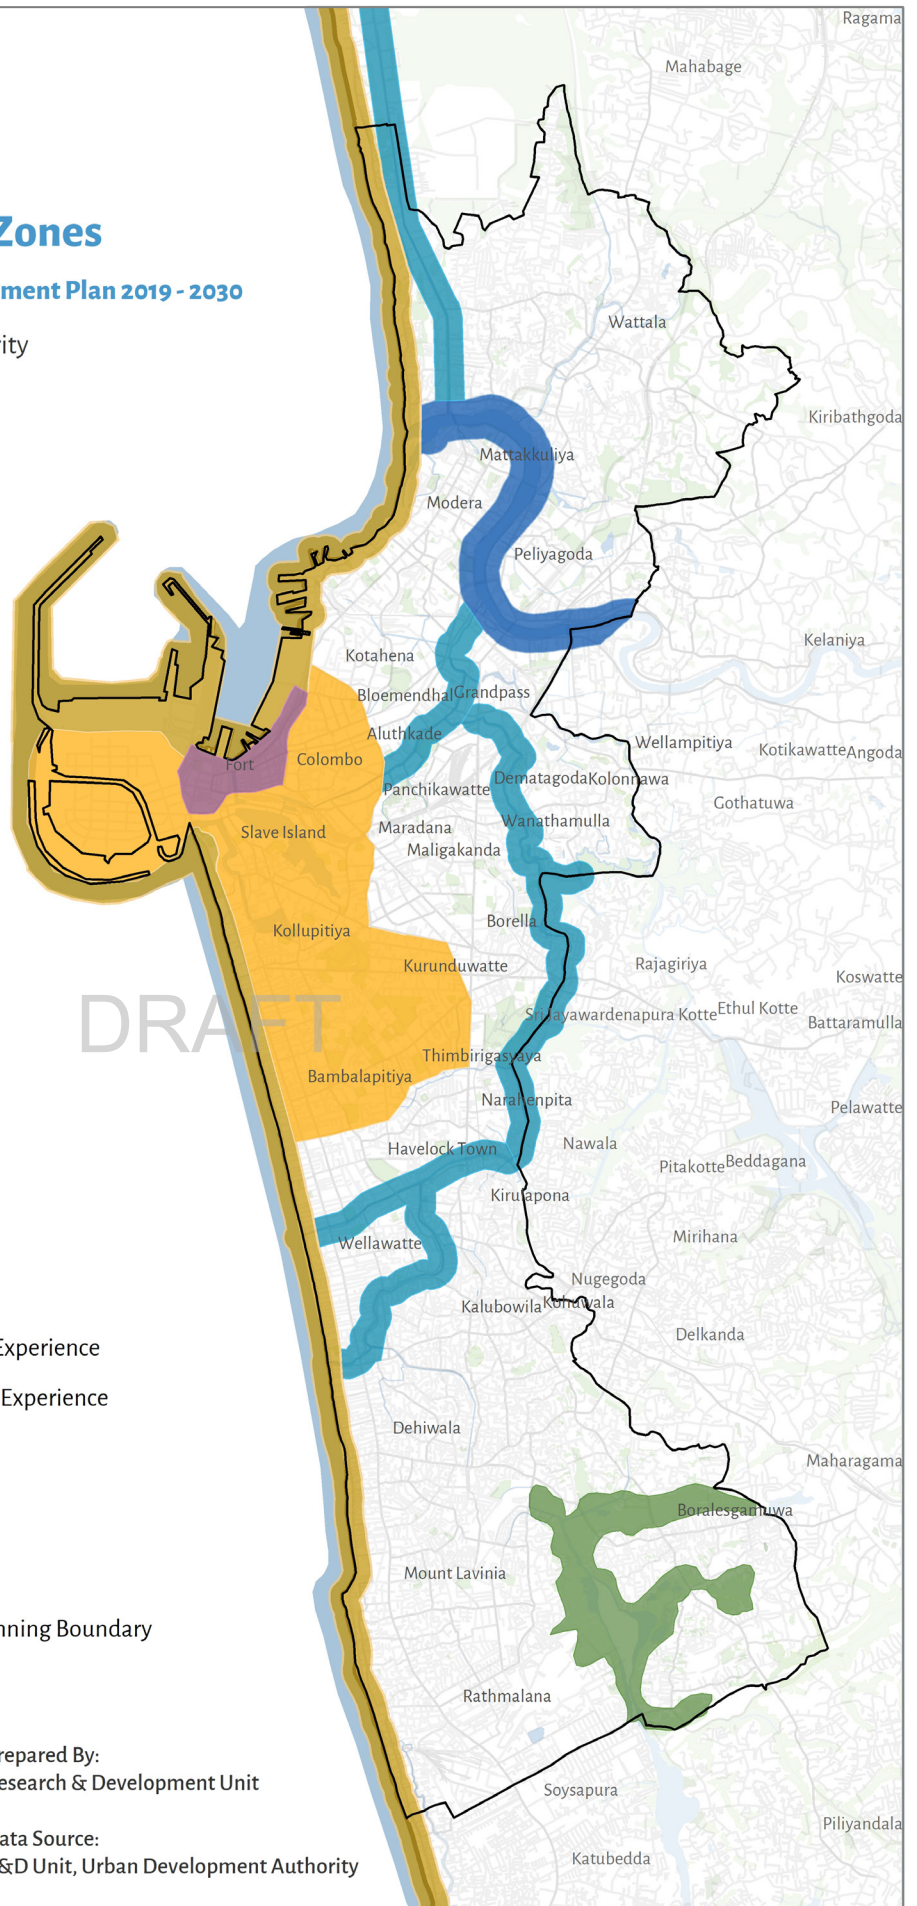 Ragama
Mahabage
Zones
ment Plan 2019 - 2030
Wattala
ity
Kiribathgoda
Mattakkuliya
Modera
Peliyagoda
Kelaniya
Kotahena
Bloemendhal
Grandpass
Aluthkade
Wellampitiya
Kotikawatte
Angoda
Fort
Colombo
Dematagoda
Kolonnawa
Panchikawatte
Gothatuwa
Wanathamulla
Maradana
Slave Island
Maligakanda
Borella
Kollupitiya
Kurunduwatte
Rajagiriya
Koswatte
DRAFT
Sri Jayawardenapura Kotte
Ethul Kotte
Battaramulla
Thimbirigasyaya
Bambalapitiya
Narahenpita
Pelawatte
Havelock Town
Nawala
Pitakotte
Beddagana
Kirulapona
Wellawatte
Mirihana
Nugegoda
Kalubowila
Kohuwala
Delkanda
Experience
Experience
Dehiwala
Maharagama
Boralesgamuwa
Mount Lavinia
nning Boundary
Rathmalana
repared By:
esearch & Development Unit
Soysapura
Piliyandala
ata Source:
&D Unit, Urban Development Authority
Katubedda